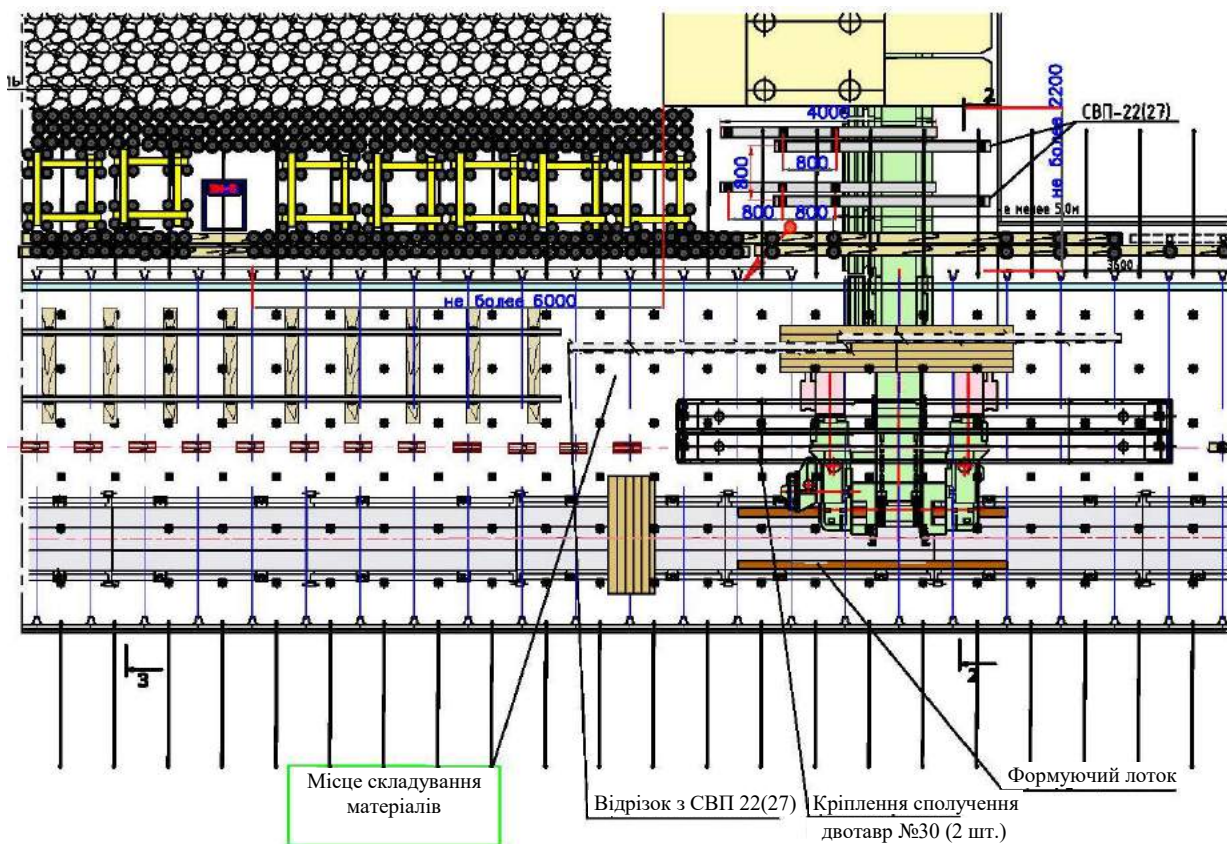 ль
2
не более 2200
4000
СВП-22(27)
800
800
800
800
не менее 5,0м
3600
не более 6000
3
2
Місце складування
матеріалів
Відрізок з СВП 22(27)
Кріплення сполучення
двотавр №30 (2 шт.)
Формуючий лоток